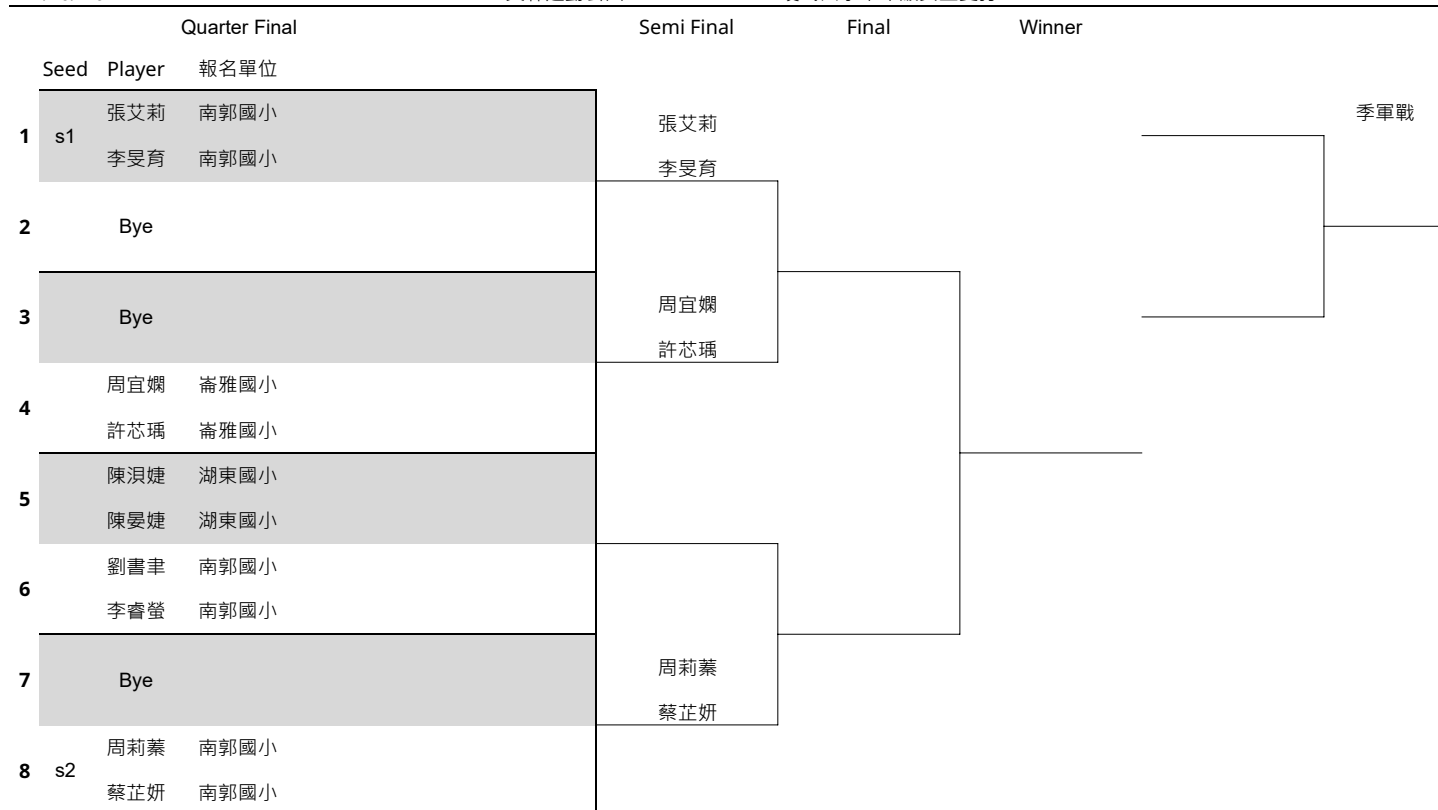 Quarter Final Semi Final Final Winner
Seed Player 報名單位
張艾莉 南郭國小 張艾莉 季軍戰
1 s1
李旻育 南郭國小 李旻育
2 Bye
3 Bye 周宜嫻
許芯瑀
周宜嫻 崙雅國小
4
許芯瑀 崙雅國小
陳浿婕 湖東國小
5
陳晏婕 湖東國小
劉書聿 南郭國小
6
李睿螢 南郭國小
7 Bye 周莉蓁
蔡芷妍
周莉蓁 南郭國小
8 s2
蔡芷妍 南郭國小